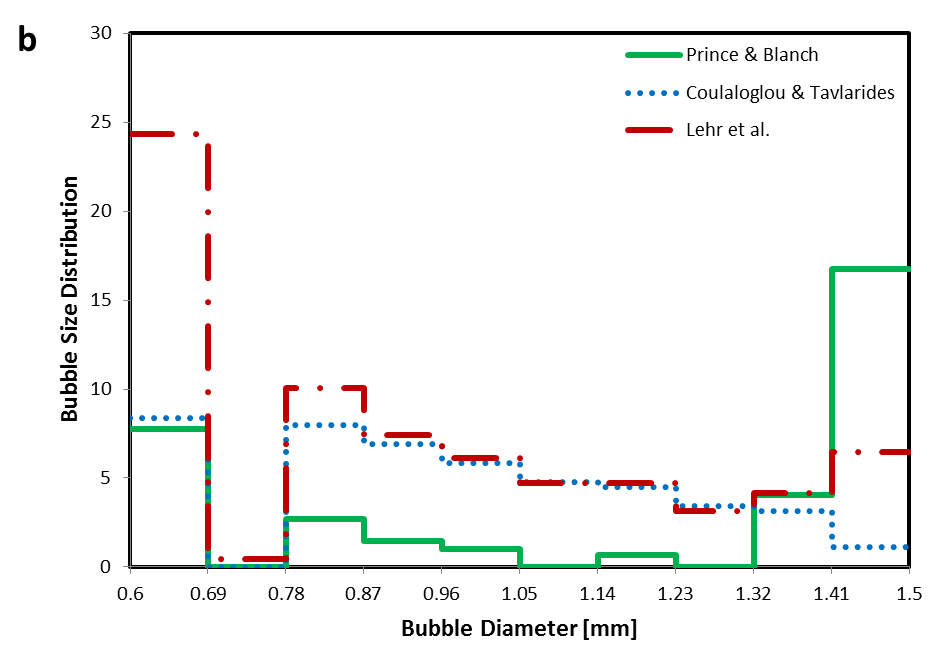 b
30
Prince & Blanch
Coulaloglou & Tavlarides
Lehr et al.
25
20
15
10
5
0
Bubble Size Distribution
0.6 0.69 0.78 0.87 0.96 1.05 1.14 1.23 1.32 1.41 1.5
Bubble Diameter [mm]